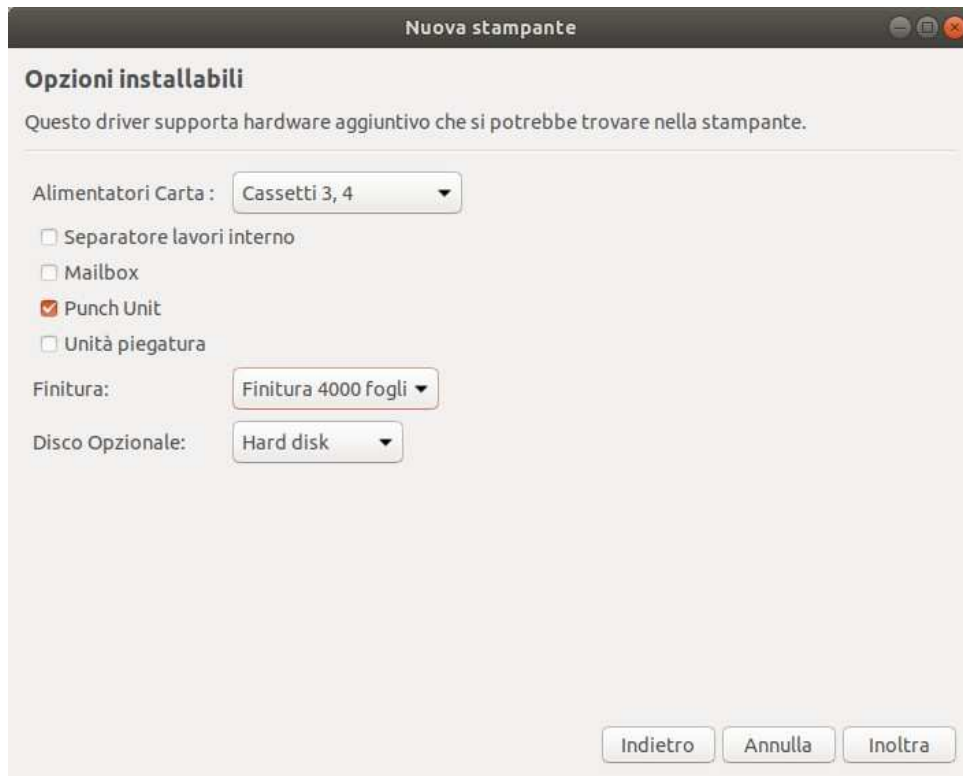 Nuova stampante
Opzioni installabili
Questo driver supporta hardware aggiuntivo che si potrebbe trovare nella stampante.
Alimentatori Carta : Cassetti 3, 4
Separatore lavori interno
Mailbox
Punch Unit
Unità piegatura
Finitura: Finitura 4000 fogli
Disco Opzionale: Hard disk
Indietro Annulla Inoltra